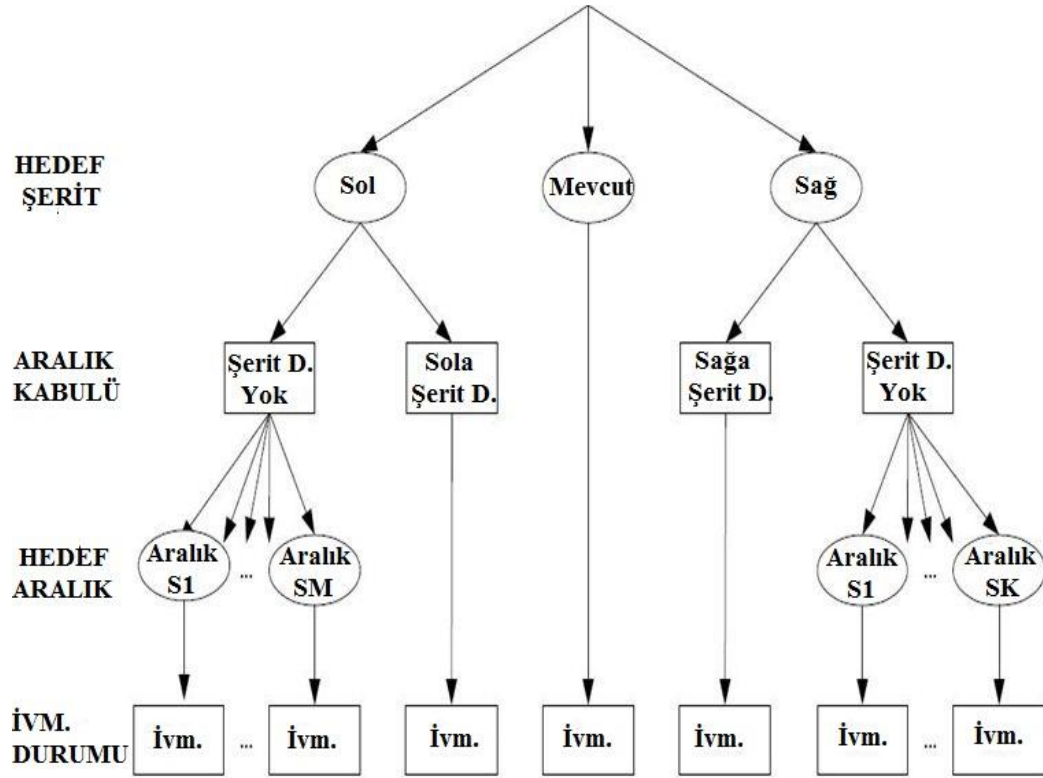 HEDEF
ŞERİT
Sol
Mevcut
Sağ
ARALIK
KABULÜ
Şerit D.
Yok
Sola
Şerit D.
Sağa
Şerit D.
Şerit D.
Yok
HEDEF
ARALIK
Aralık
S1
...
Aralık
SM
Aralık
S1
...
Aralık
SK
İVM.
DURUMU
İvm.
...
İvm.
İvm.
İvm.
İvm.
İvm.
...
İvm.